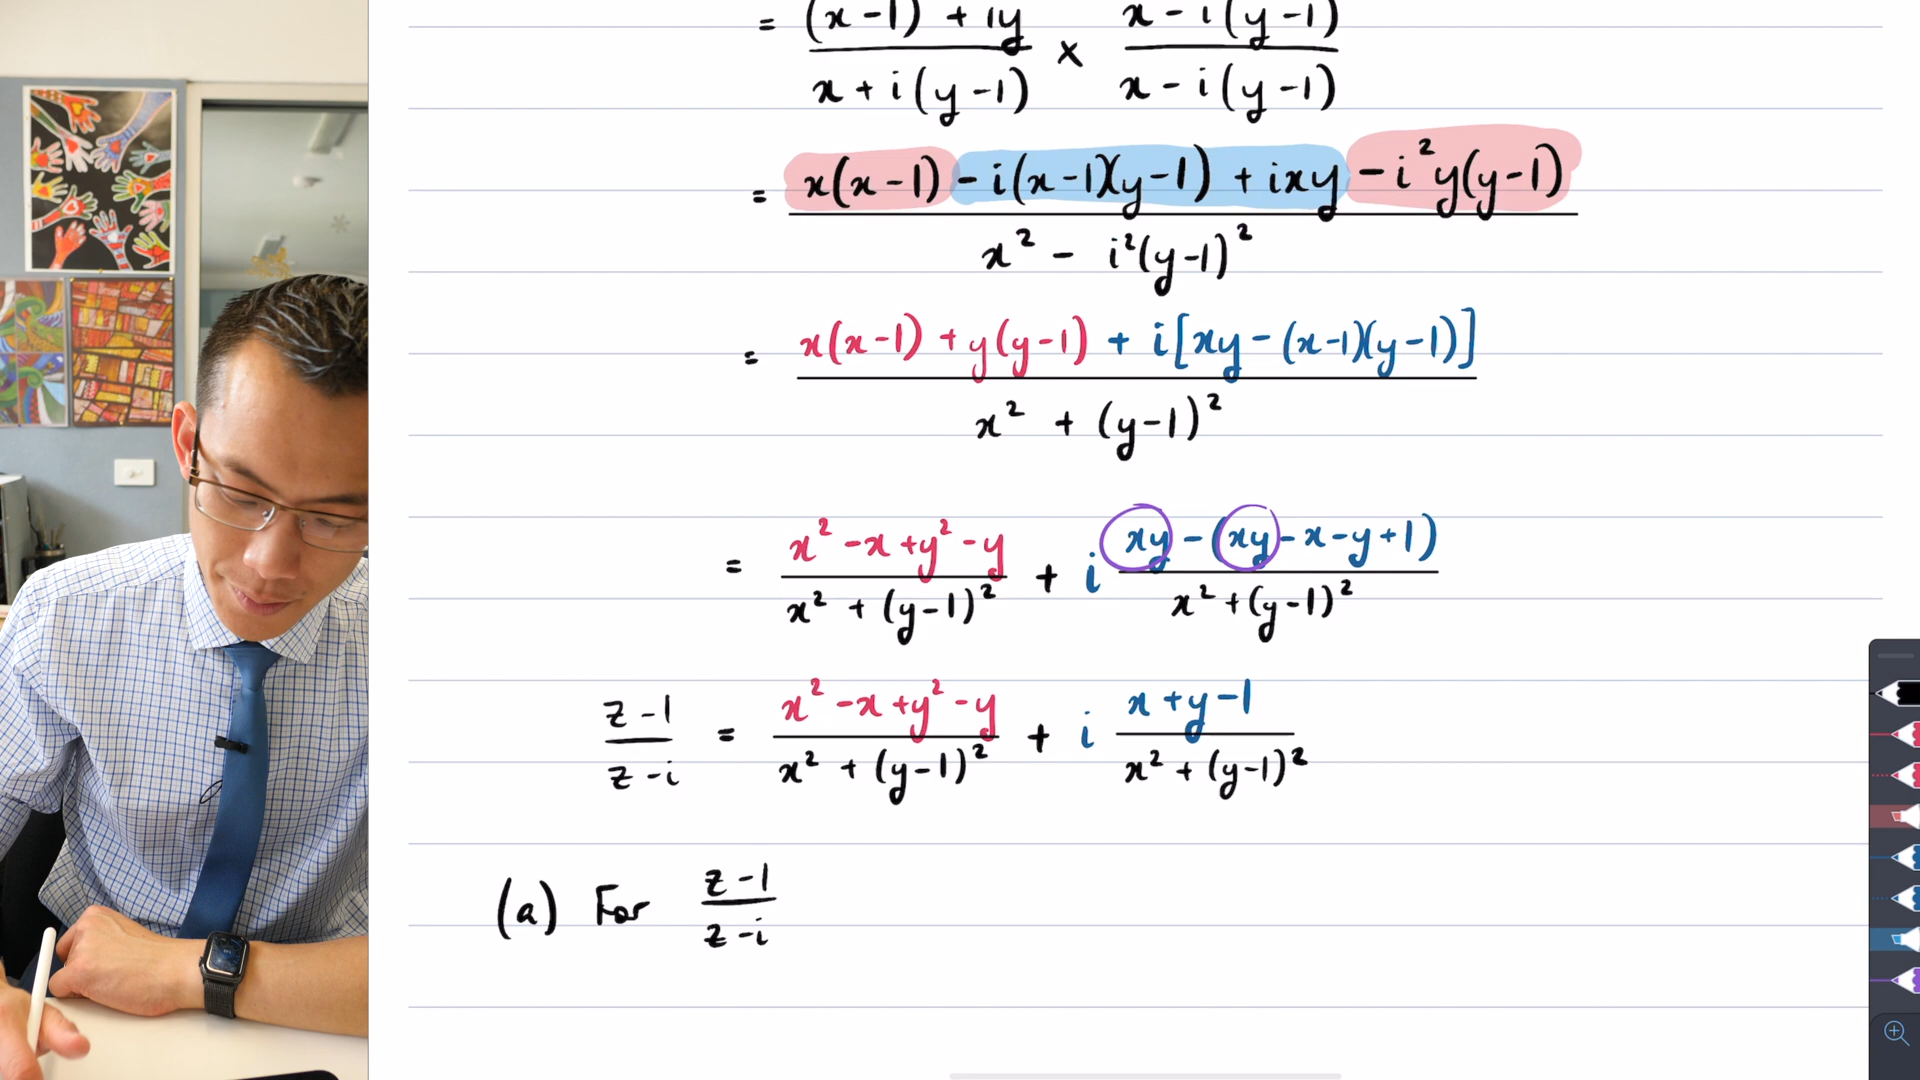 = (x-1) + iy / x + i(y-1) × x - i(y-1) / x - i(y-1)
= x(x-1) - i(x-1)(y-1) + ixy - i²y(y-1) / x² - i²(y-1)²
= x(x-1) + y(y-1) + i[xy - (x-1)(y-1)] / x² + (y-1)²
= x² - x + y² - y / x² + (y-1)² + i xy - (xy - x - y + 1) / x² + (y-1)²
z - 1 / z - i = x² - x + y² - y / x² + (y-1)² + i x + y - 1 / x² + (y-1)²
(a) For z - 1 / z - i